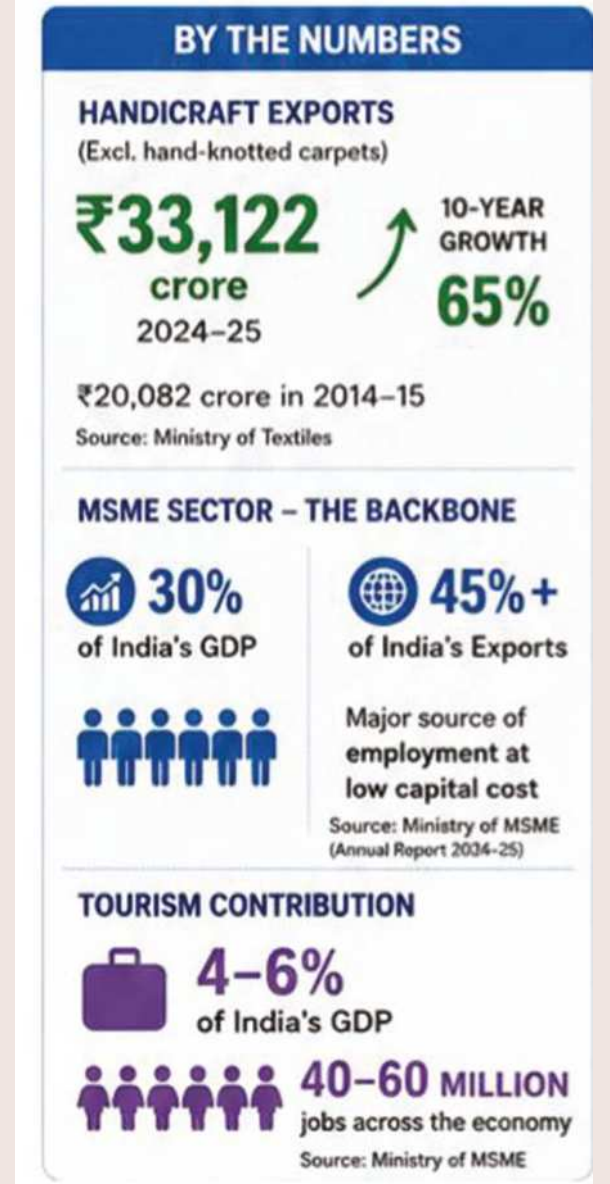 BY THE NUMBERS
HANDICRAFT EXPORTS
(Excl. hand-knotted carpets)
₹33,122
crore
2024–25
10-YEAR
GROWTH
65%
₹20,082 crore in 2014–15
Source: Ministry of Textiles
MSME SECTOR – THE BACKBONE
30%
of India's GDP
45%+
of India's Exports
Major source of
employment at
low capital cost
Source: Ministry of MSME
(Annual Report 2034-25)
TOURISM CONTRIBUTION
4–6%
of India's GDP
40–60 MILLION
jobs across the economy
Source: Ministry of MSME